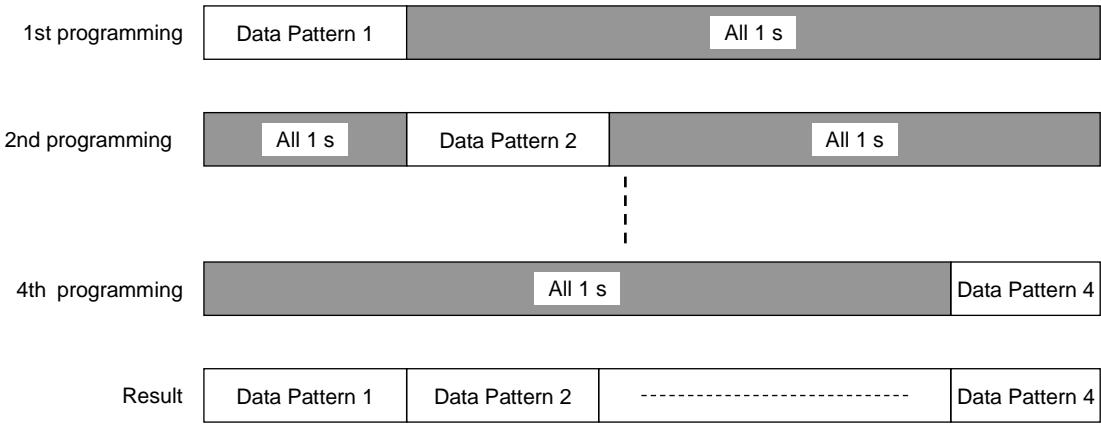 1st programming Data Pattern 1 All 1 s
2nd programming All 1 s Data Pattern 2 All 1 s
4th programming All 1 s Data Pattern 4
Result Data Pattern 1 Data Pattern 2 Data Pattern 4